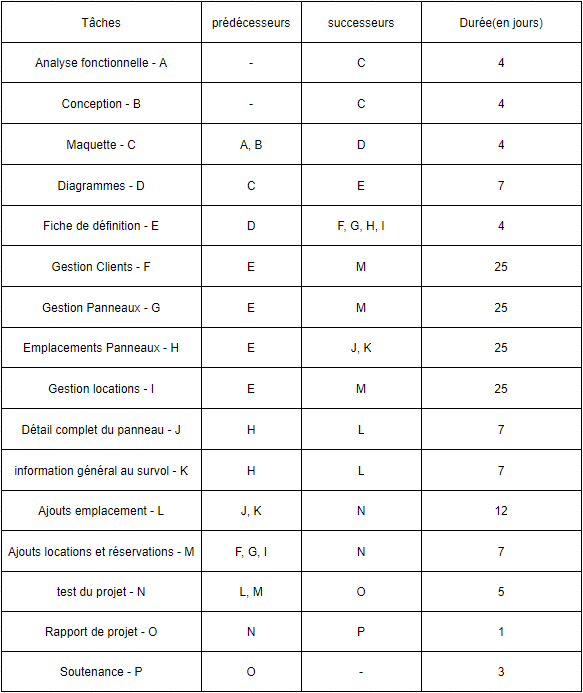 Tâches prédécesseurs successeurs Durée(en jours)
Analyse fonctionnelle - A - C 4
Conception - B - C 4
Maquette - C A, B D 4
Diagrammes - D C E 7
Fiche de définition - E D F, G, H, I 4
Gestion Clients - F E M 25
Gestion Panneaux - G E M 25
Emplacements Panneaux - H E J, K 25
Gestion locations - I E M 25
Détail complet du panneau - J H L 7
information général au survol - K H L 7
Ajouts emplacement - L J, K N 12
Ajouts locations et réservations - M F, G, I N 7
test du projet - N L, M O 5
Rapport de projet - O N P 1
Soutenance - P O - 3